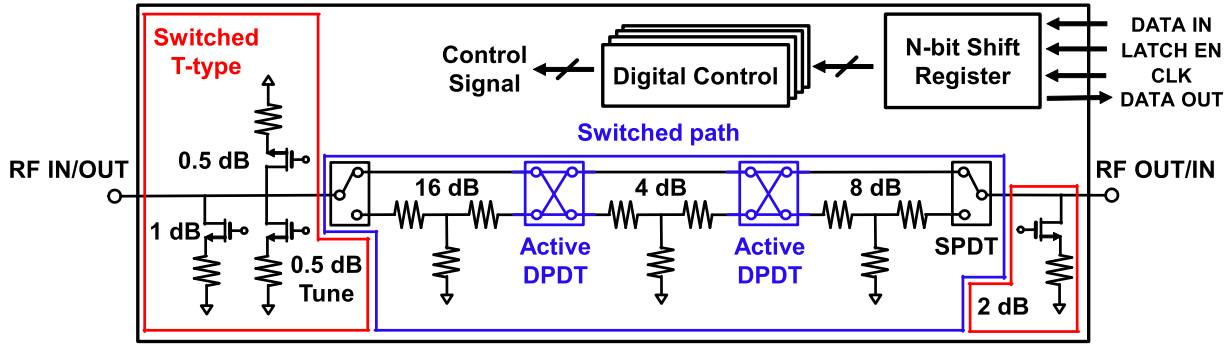 Switched
T-type
Control
Signal
Digital Control
N-bit Shift
Register
DATA IN
LATCH EN
CLK
DATA OUT
Switched path
RF IN/OUT
0.5 dB
1 dB
0.5 dB
Tune
16 dB
Active
DPDT
4 dB
Active
DPDT
8 dB
SPDT
RF OUT/IN
2 dB